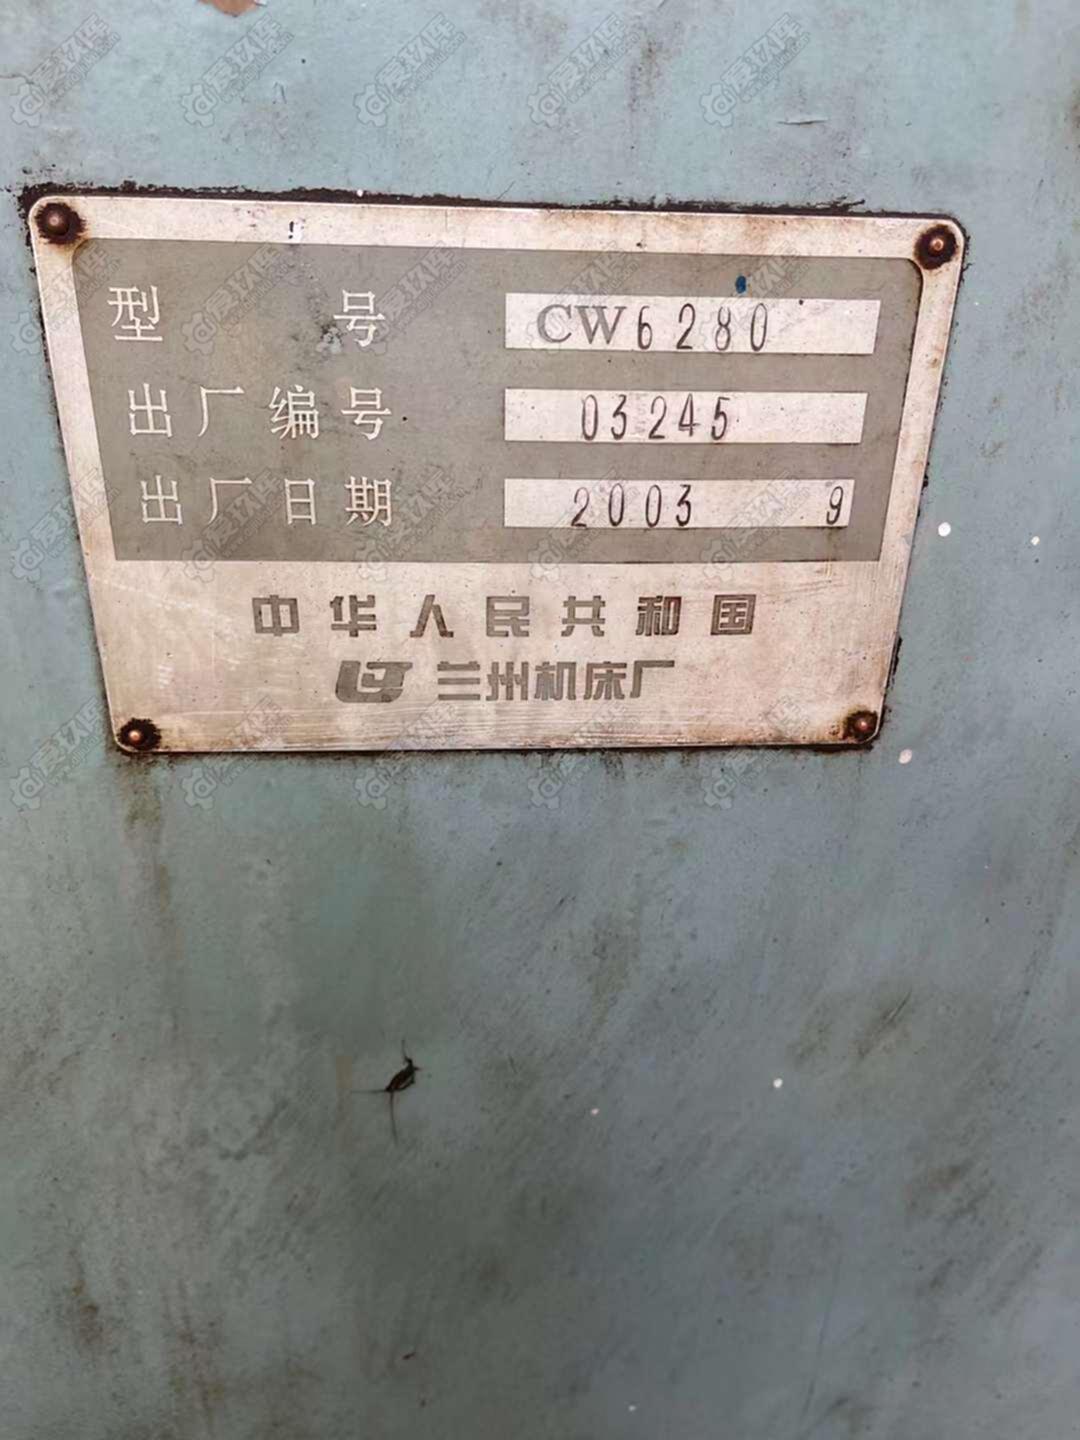 型 号 CW6280
出厂编号 03245
出厂日期 2003 9
中华人民共和国
兰州机床厂